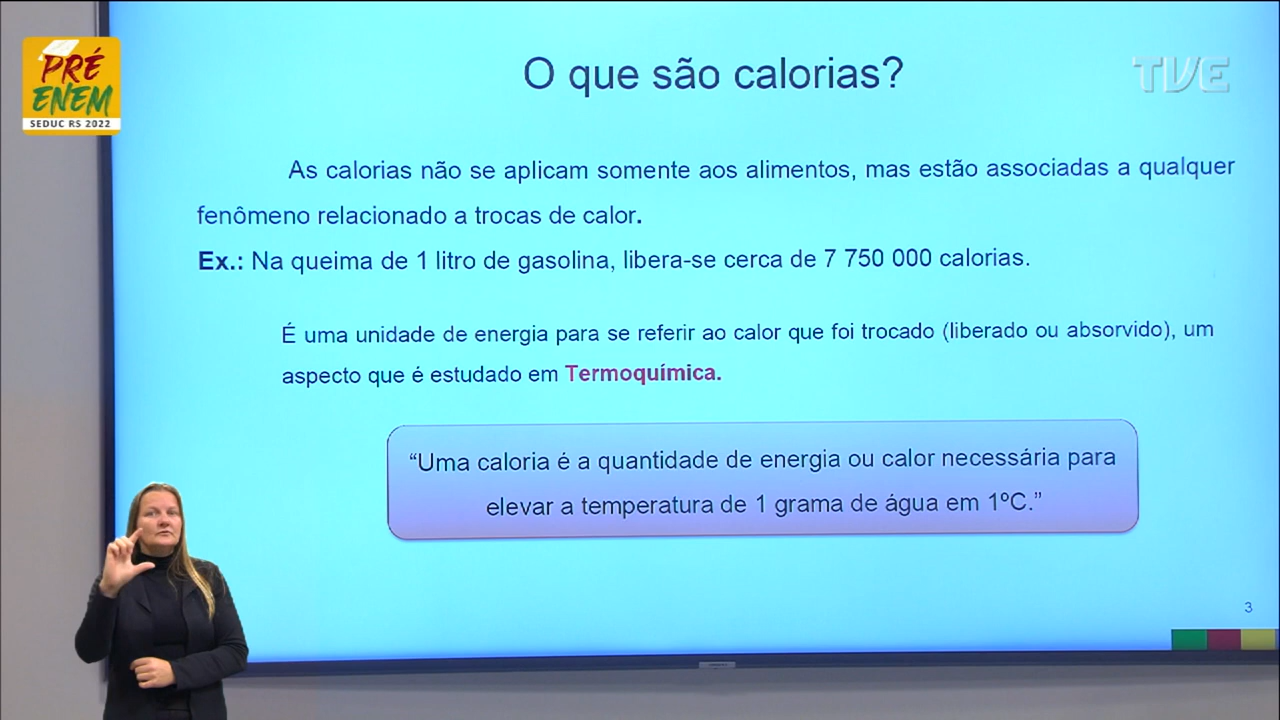 PRÉ
ENEM
SEDUC RS 2022
O que são calorias?
TVE
As calorias não se aplicam somente aos alimentos, mas estão associadas a qualquer
fenômeno relacionado a trocas de calor.
Ex.: Na queima de 1 litro de gasolina, libera-se cerca de 7 750 000 calorias.
É uma unidade de energia para se referir ao calor que foi trocado (liberado ou absorvido), um
aspecto que é estudado em Termoquímica.
“Uma caloria é a quantidade de energia ou calor necessária para
elevar a temperatura de 1 grama de água em 1ºC.”
3